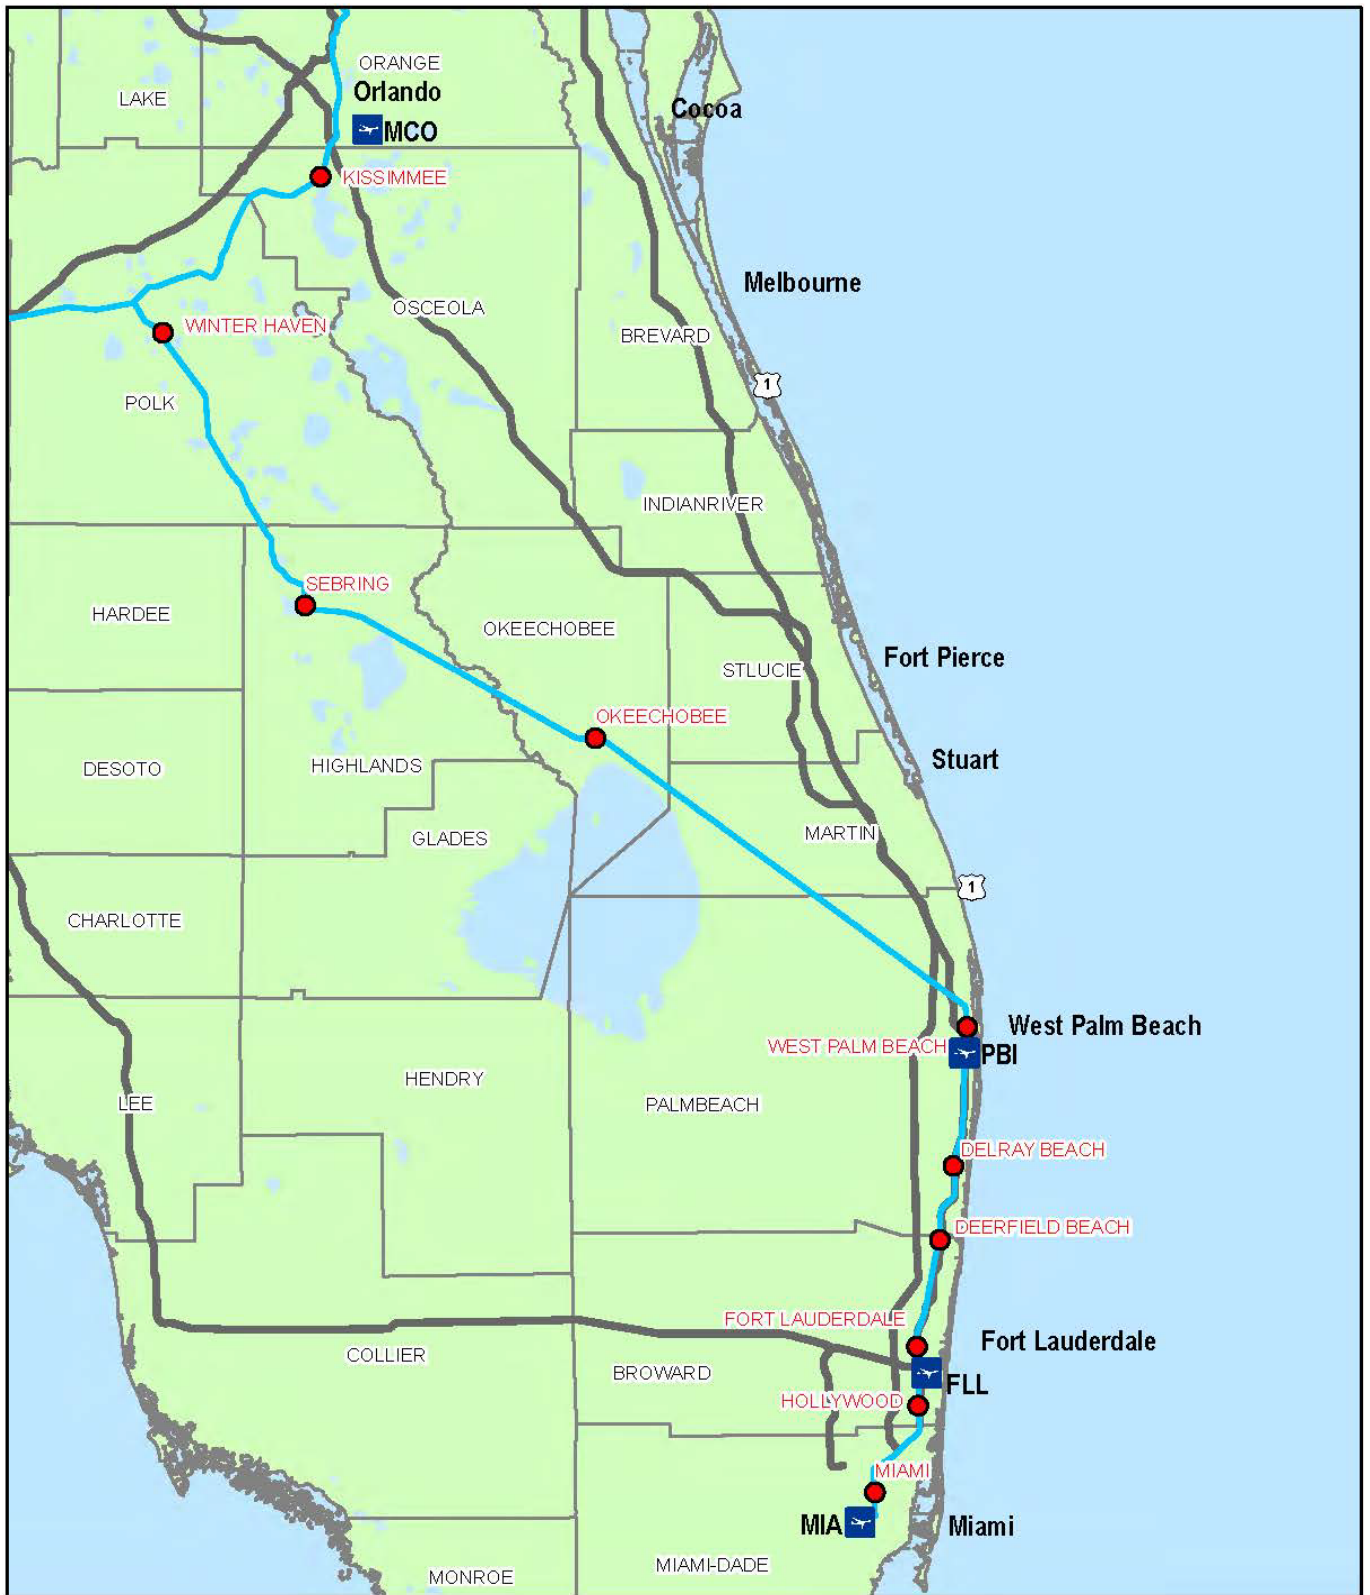 ORANGE
LAKE
Orlando
Cocoa
MCO
KISSIMMEE
Melbourne
OSCEOLA
WINTER HAVEN
BREVARD
1
POLK
INDIANRIVER
SEBRING
HARDEE
OKEECHOBEE
Fort Pierce
STLUCIE
OKEECHOBEE
Stuart
HIGHLANDS
DESOTO
MARTIN
GLADES
1
CHARLOTTE
West Palm Beach
WEST PALM BEACH
PBI
HENDRY
LEE
PALMBEACH
DELRAY BEACH
DEERFIELD BEACH
FORT LAUDERDALE
Fort Lauderdale
COLLIER
BROWARD
FLL
HOLLYWOOD
MIAMI
MIA
Miami
MIAMI-DADE
MONROE